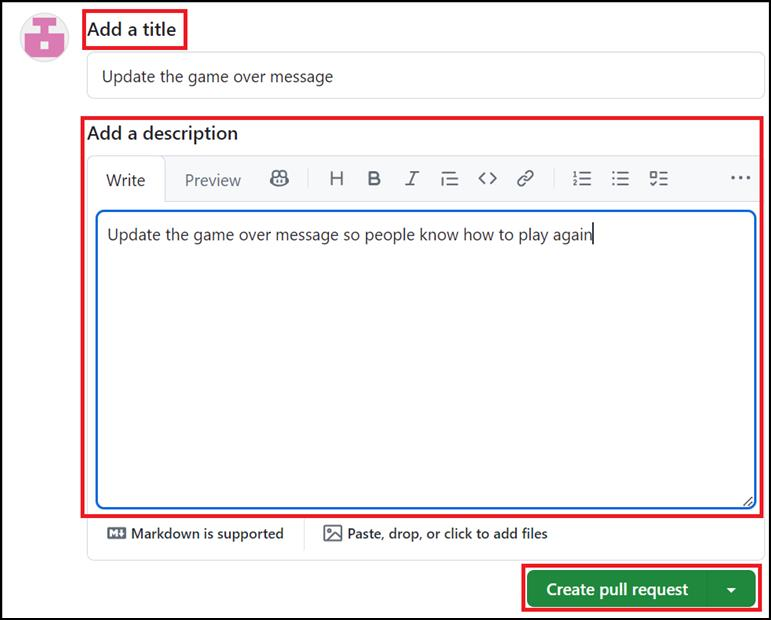 Add a title
Update the game over message
Add a description
Write Preview H B I <>
Update the game over message so people know how to play again
Markdown is supported Paste, drop, or click to add files
Create pull request